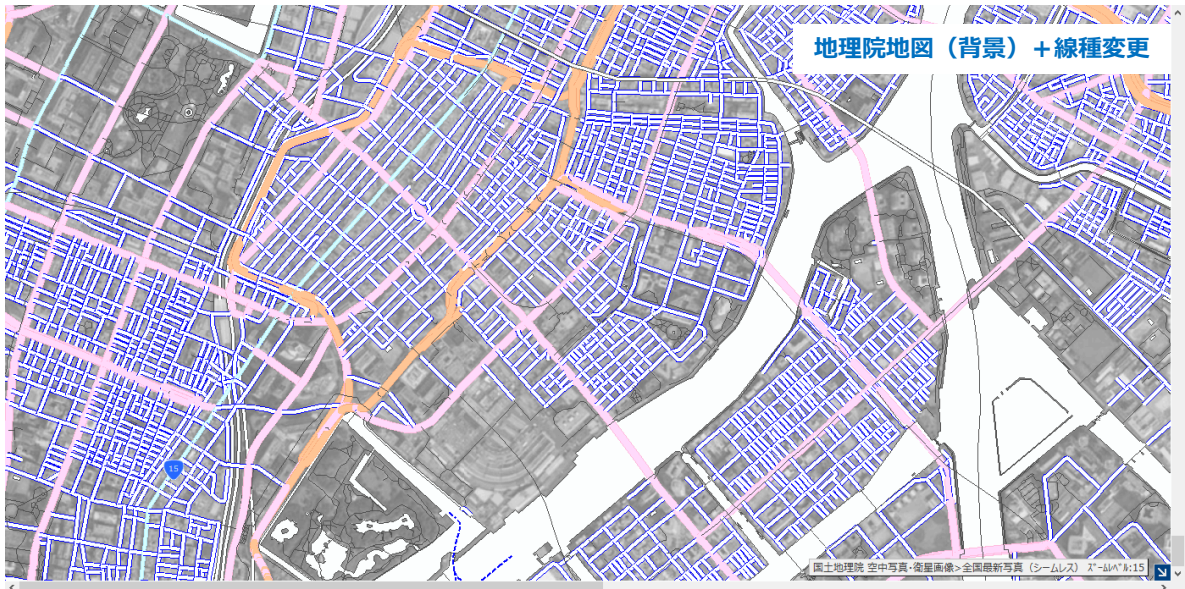 地理院地図（背景）＋線種変更
15
国土地理院 空中写真・衛星画像>全国最新写真（シームレス） ズームレベル:15